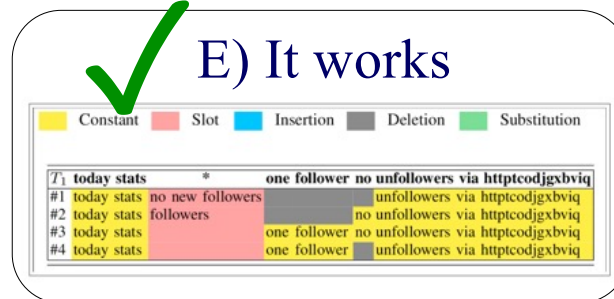 E) It works
Constant Slot Insertion Deletion Substitution
T1 today stats * one follower no unfollowers via httptcodjgxbviq
#1 today stats no new followers unfollowers via httptcodjgxbviq
#2 today stats followers no unfollowers via httptcodjgxbviq
#3 today stats one follower no unfollowers via httptcodjgxbviq
#4 today stats one follower unfollowers via httptcodjgxbviq